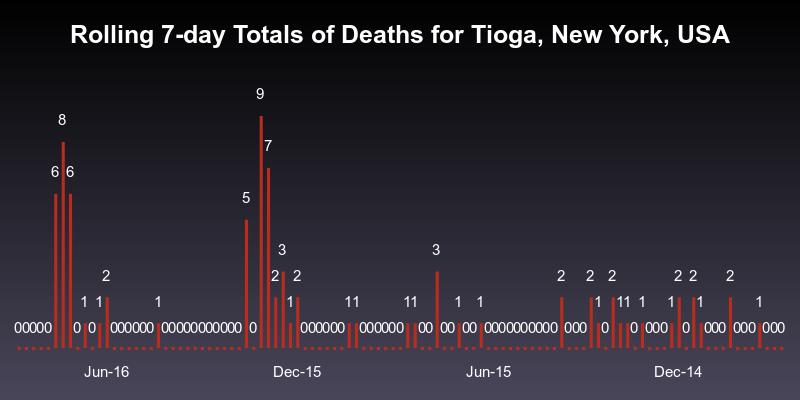 Rolling 7-day Totals of Deaths for Tioga, New York, USA
9
8
7
6 6
5
3 3
2 2 2 2 2 2 2 2 2
1 1 1 1 11 11 1 1 1 11 1 1 1 1
00000 0 0 000000 00000000000 0 000000 000000 00 00 00 0000000000 000 0 0 000 0 000 000 000
Jun-16 Dec-15 Jun-15 Dec-14